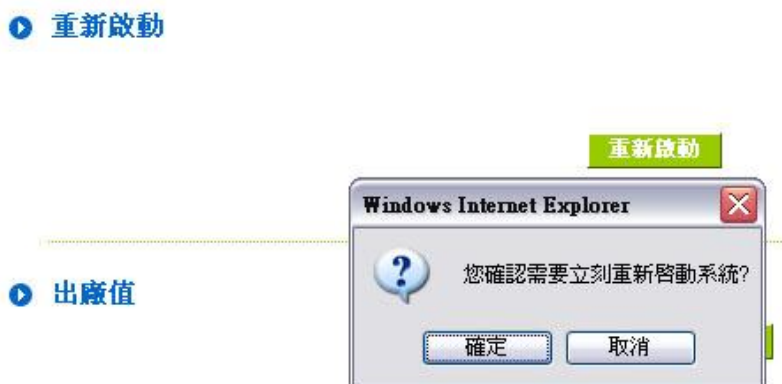 重新啟動
重新啟動
Windows Internet Explorer
您確認需要立刻重新啓動系統?
出廠值
確定
取消